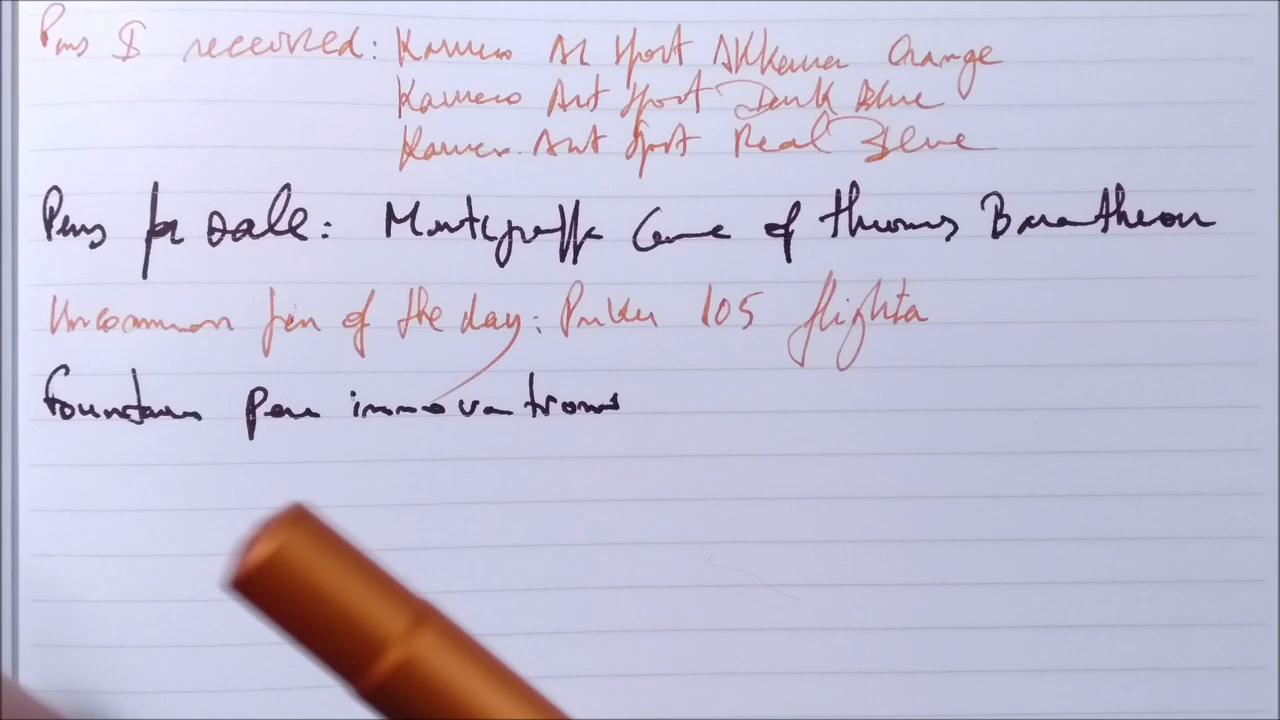 Pens I received: Kaweco AL Sport Orange
Kaweco Art Sport Dark Blue
Kaweco Art Sport Real Blue
Pens for sale: Montegrappa Game of thrones Baratheon
Uncommon pen of the day: Parker 105 flighter
Fountain pen innovations